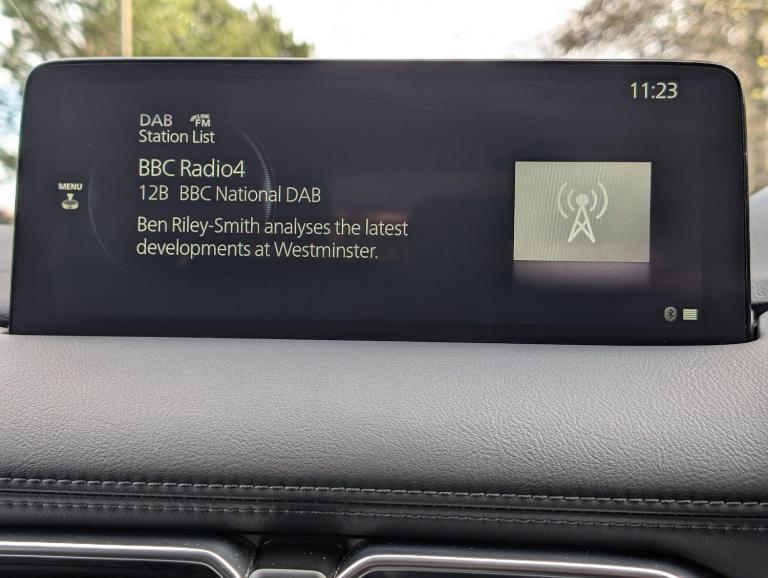 11:23
DAB LINK FM
Station List
BBC Radio4
MENU
12B BBC National DAB
Ben Riley-Smith analyses the latest
developments at Westminster.